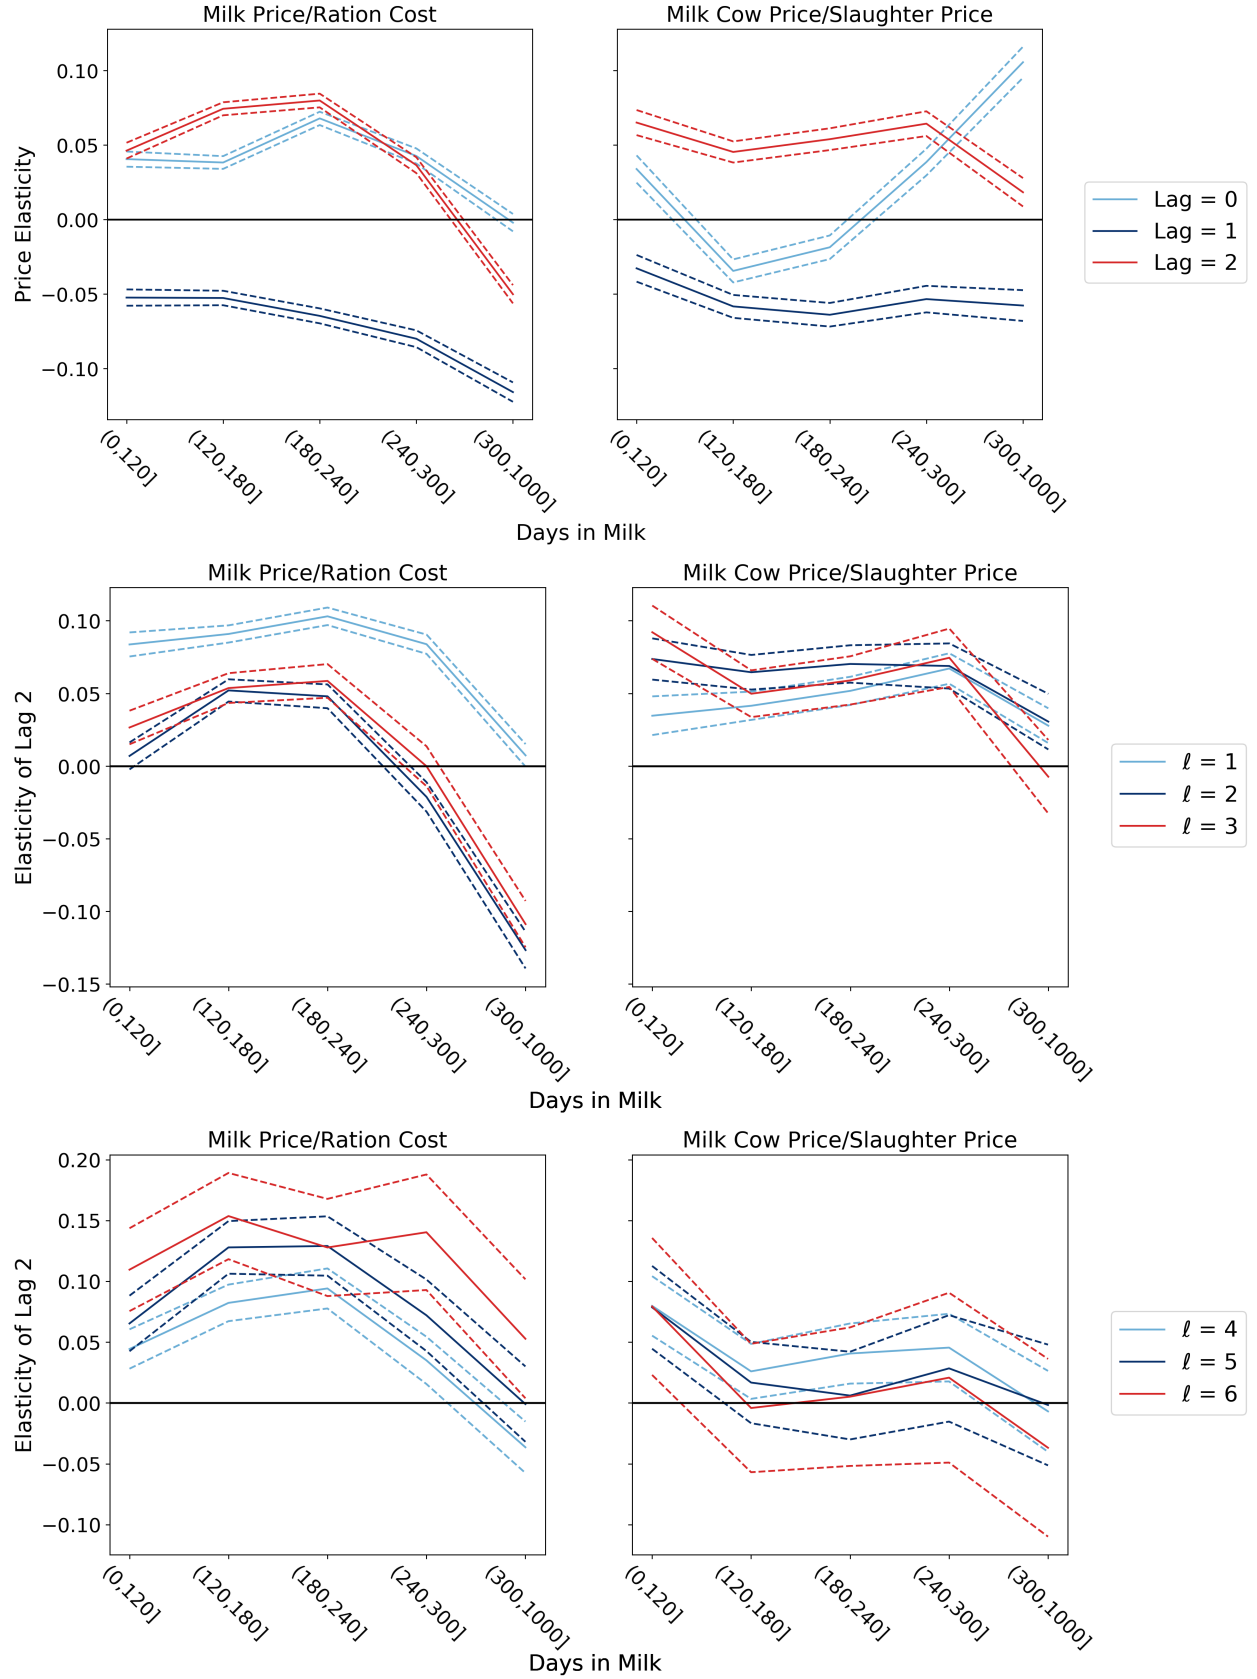 Milk Price/Ration Cost
Milk Cow Price/Slaughter Price
Price Elasticity
0.10
0.05
0.00
−0.05
−0.10
(0,120]
(120,180]
(180,240]
(240,300]
(300,1000]
(0,120]
(120,180]
(180,240]
(240,300]
(300,1000]
Days in Milk
Lag = 0
Lag = 1
Lag = 2
Milk Price/Ration Cost
Milk Cow Price/Slaughter Price
Elasticity of Lag 2
0.10
0.05
0.00
−0.05
−0.10
−0.15
(0,120]
(120,180]
(180,240]
(240,300]
(300,1000]
(0,120]
(120,180]
(180,240]
(240,300]
(300,1000]
Days in Milk
ℓ = 1
ℓ = 2
ℓ = 3
Milk Price/Ration Cost
Milk Cow Price/Slaughter Price
Elasticity of Lag 2
0.20
0.15
0.10
0.05
0.00
−0.05
−0.10
(0,120]
(120,180]
(180,240]
(240,300]
(300,1000]
(0,120]
(120,180]
(180,240]
(240,300]
(300,1000]
Days in Milk
ℓ = 4
ℓ = 5
ℓ = 6